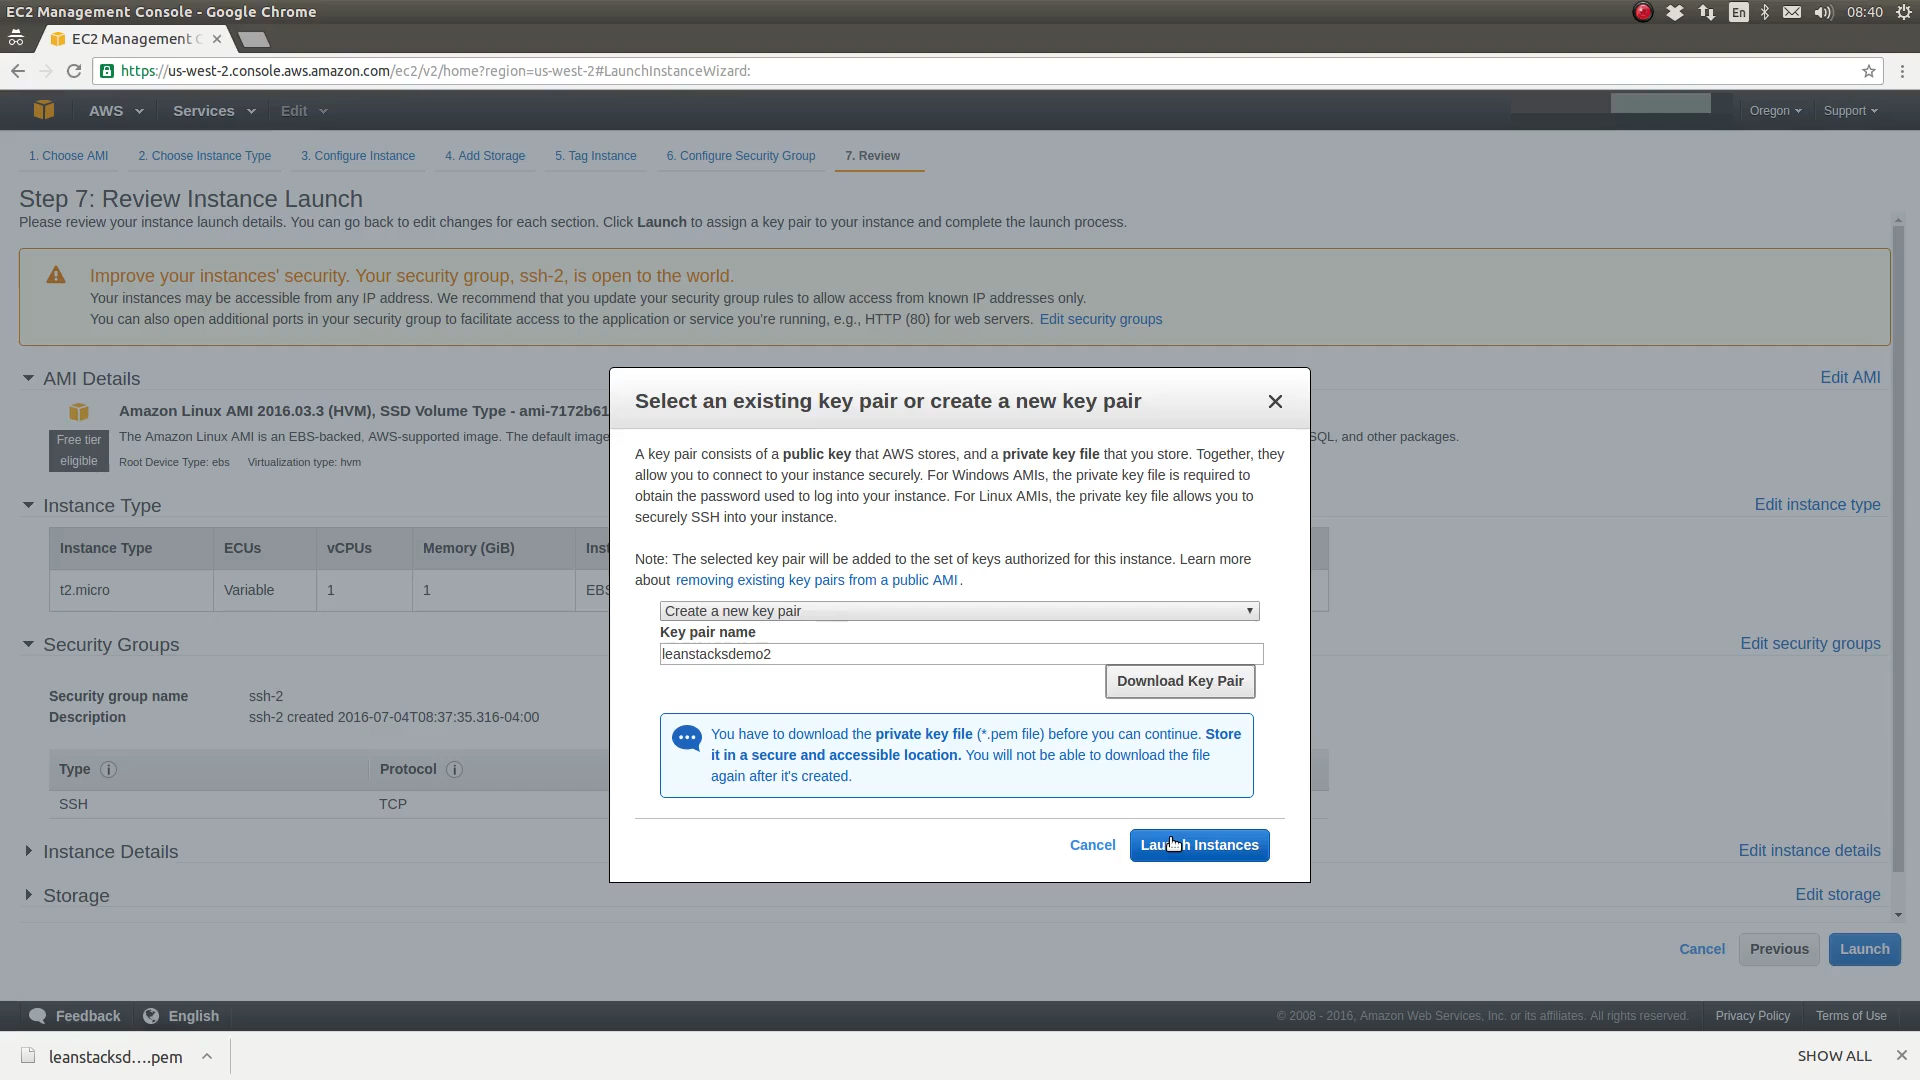 EC2 Management Console - Google Chrome
En
08:40
EC2 Management C
https://us-west-2.console.aws.amazon.com/ec2/v2/home?region=us-west-2#LaunchInstanceWizard:
AWS Services Edit Oregon Support
1. Choose AMI 2. Choose Instance Type 3. Configure Instance 4. Add Storage 5. Tag Instance 6. Configure Security Group 7. Review
Step 7: Review Instance Launch
Please review your instance launch details. You can go back to edit changes for each section. Click Launch to assign a key pair to your instance and complete the launch process.
Improve your instances' security. Your security group, ssh-2, is open to the world.
Your instances may be accessible from any IP address. We recommend that you update your security group rules to allow access from known IP addresses only.
You can also open additional ports in your security group to facilitate access to the application or service you're running, e.g., HTTP (80) for web servers. Edit security groups
AMI Details Edit AMI
Amazon Linux AMI 2016.03.3 (HVM), SSD Volume Type - ami-7172b61
Free tier
eligible
The Amazon Linux AMI is an EBS-backed, AWS-supported image. The default image SQL, and other packages.
Root Device Type: ebs Virtualization type: hvm
Instance Type Edit instance type
Instance Type ECUs vCPUs Memory (GiB) Inst
t2.micro Variable 1 1 EBS
Security Groups Edit security groups
Security group name ssh-2
Description ssh-2 created 2016-07-04T08:37:35.316-04:00
Type Protocol
SSH TCP
Instance Details Edit instance details
Storage Edit storage
Select an existing key pair or create a new key pair
A key pair consists of a public key that AWS stores, and a private key file that you store. Together, they
allow you to connect to your instance securely. For Windows AMIs, the private key file is required to
obtain the password used to log into your instance. For Linux AMIs, the private key file allows you to
securely SSH into your instance.
Note: The selected key pair will be added to the set of keys authorized for this instance. Learn more
about removing existing key pairs from a public AMI.
Create a new key pair
Key pair name
leanstacksdemo2
Download Key Pair
You have to download the private key file (*.pem file) before you can continue. Store
it in a secure and accessible location. You will not be able to download the file
again after it's created.
Cancel Launch Instances
Cancel Previous Launch
Feedback English © 2008 - 2016, Amazon Web Services, Inc. or its affiliates. All rights reserved. Privacy Policy Terms of Use
leanstacksd....pem SHOW ALL